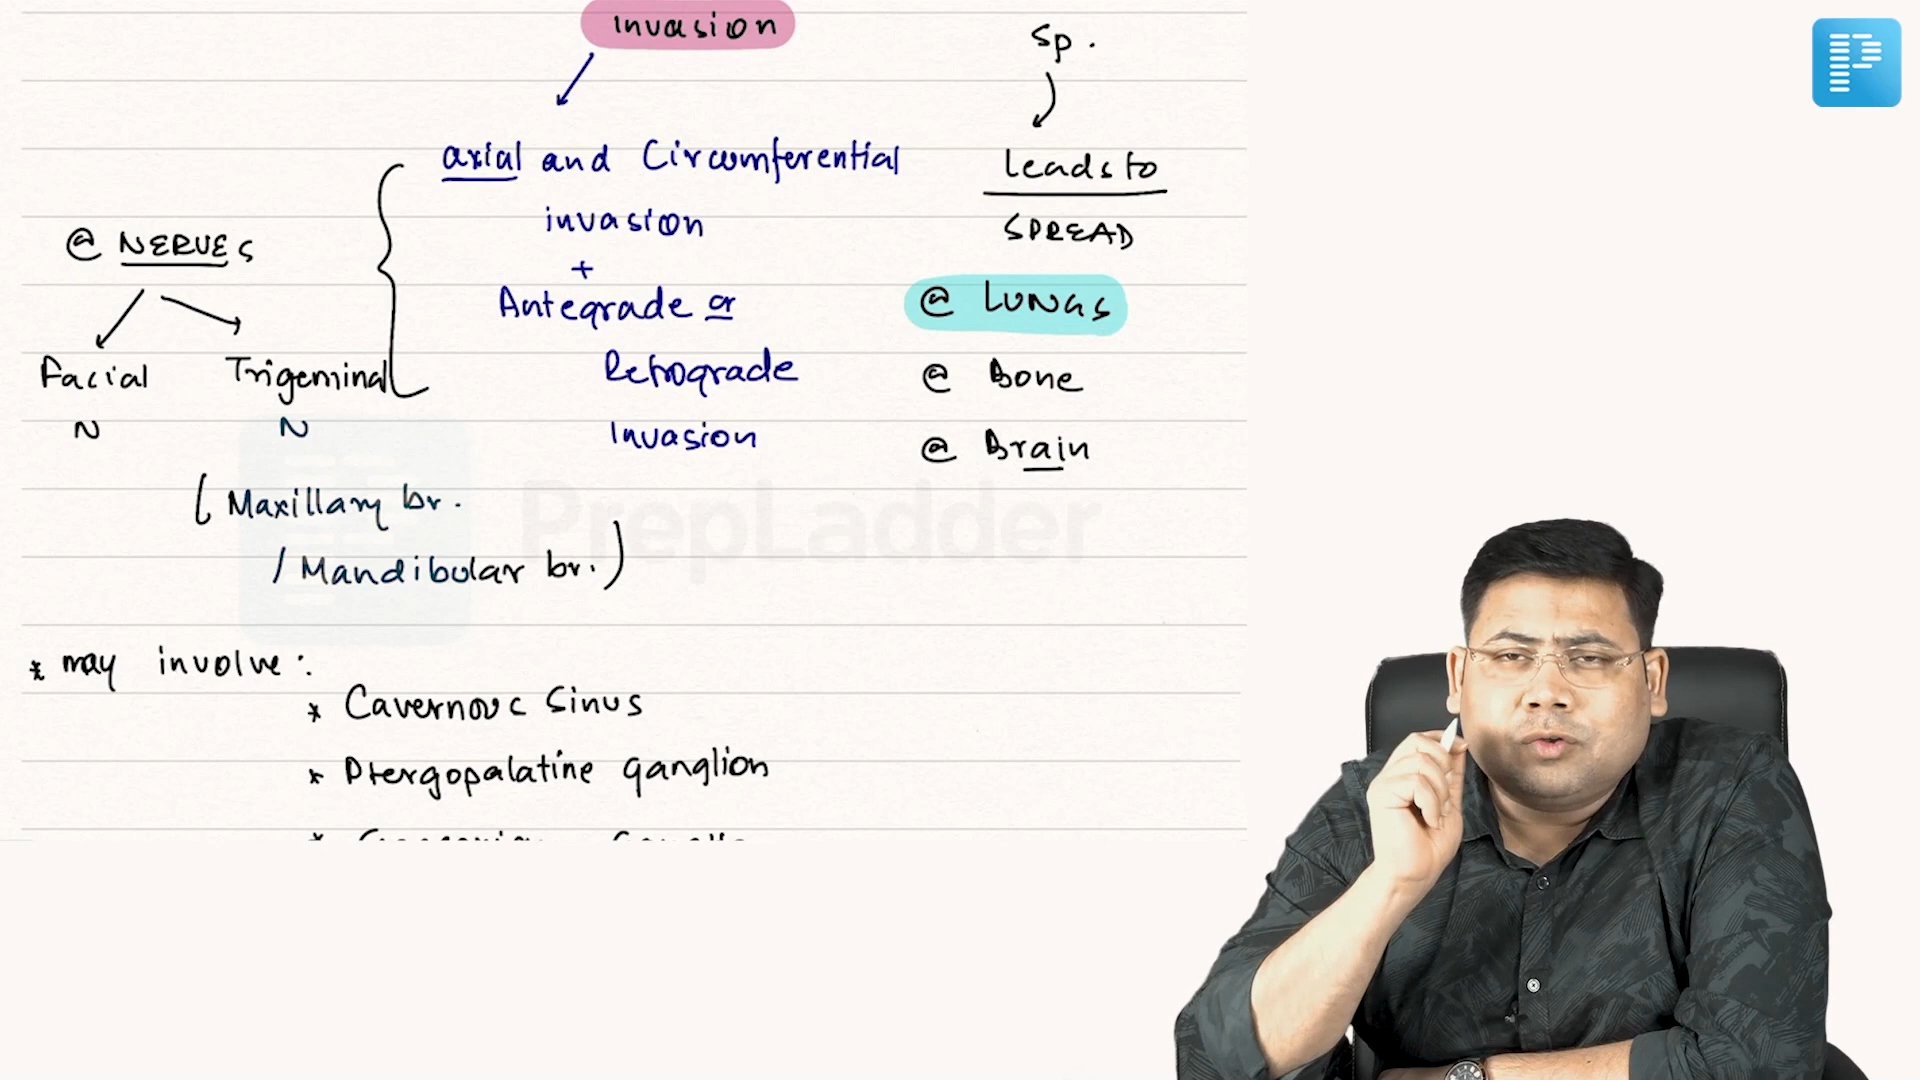 Invasion
Sp.
axial and Circumferential
invasion
+
Antegrade or
Retrograde
Invasion
Leads to
SPREAD
@ LUNGS
@ Bone
@ Brain
@ NERVES
Facial
N
Trigeminal
N
(Maxillary br.
/Mandibular br.)
* may involve:
* Cavernous Sinus
* Ptergopalatine ganglion
PrepLadder